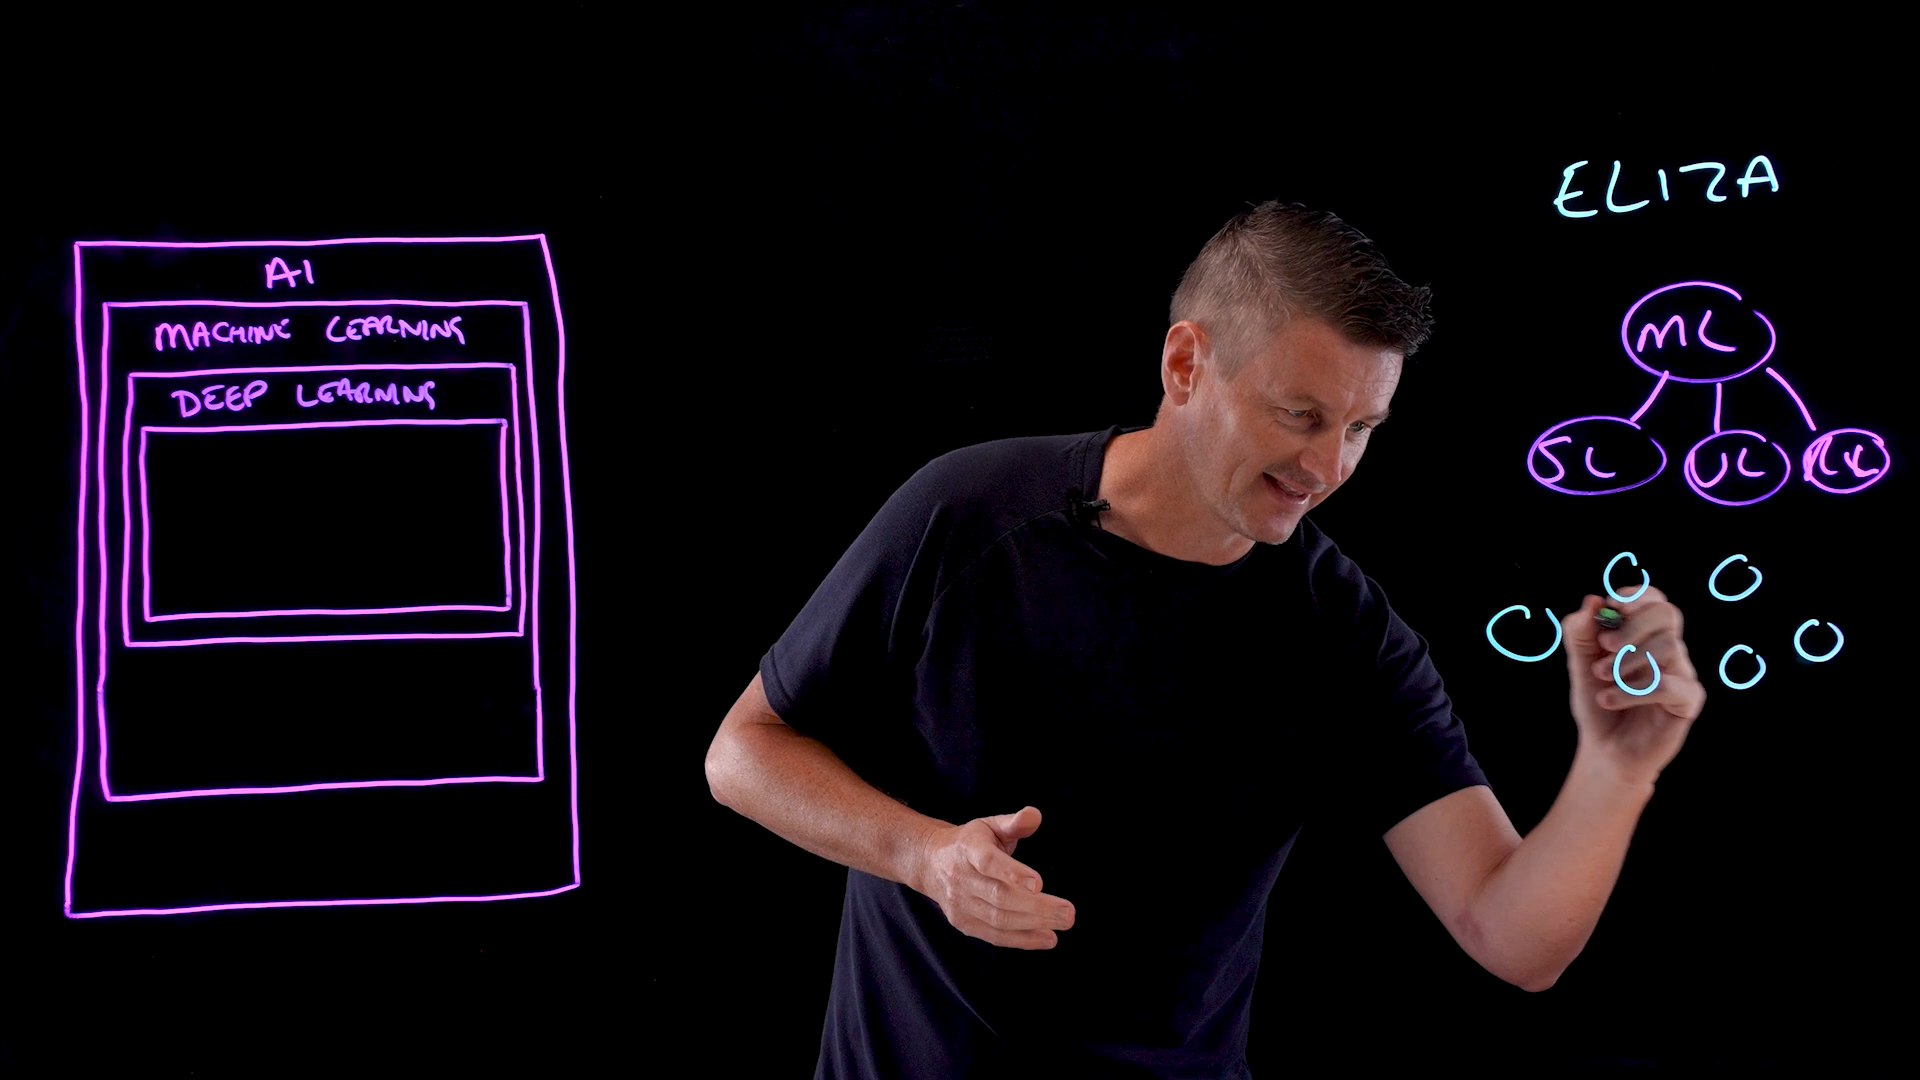 AI
MACHINE LEARNING
DEEP LEARNING
ELIZA
ML
SL
UL
RL